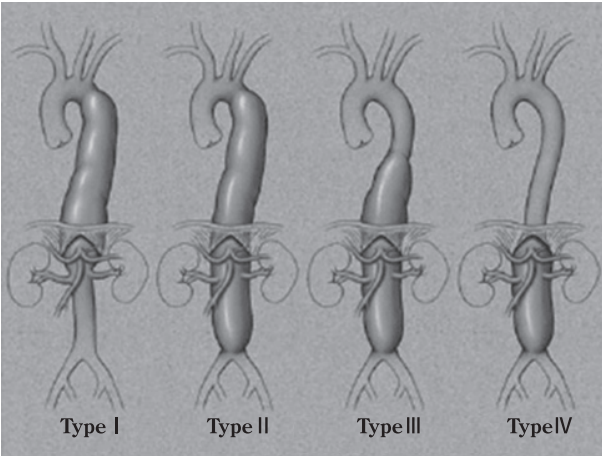 Type Ⅰ Type Ⅱ Type Ⅲ Type Ⅳ